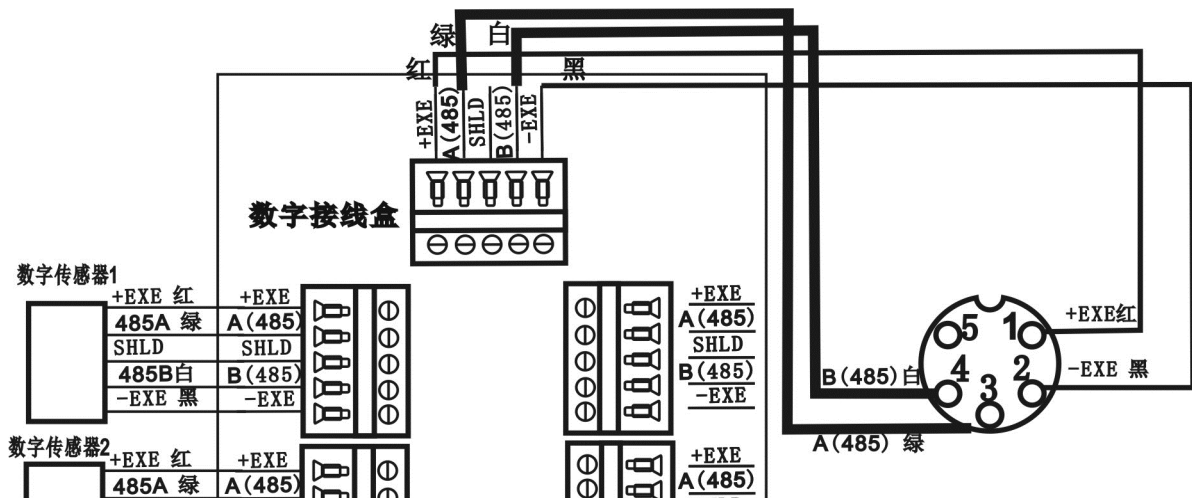 绿 白
红 黑
+EXE
A(485)
SHLD
B(485)
-EXE
数字接线盒
数字传感器1
+EXE 红 +EXE
485A 绿 A(485)
SHLD SHLD
485B白 B(485)
-EXE 黑 -EXE
+EXE
A(485)
SHLD
B(485)
-EXE
5 1
4 2
3
+EXE红
-EXE 黑
B(485)白
A(485) 绿
数字传感器2
+EXE 红 +EXE
485A 绿 A(485)
+EXE
A(485)